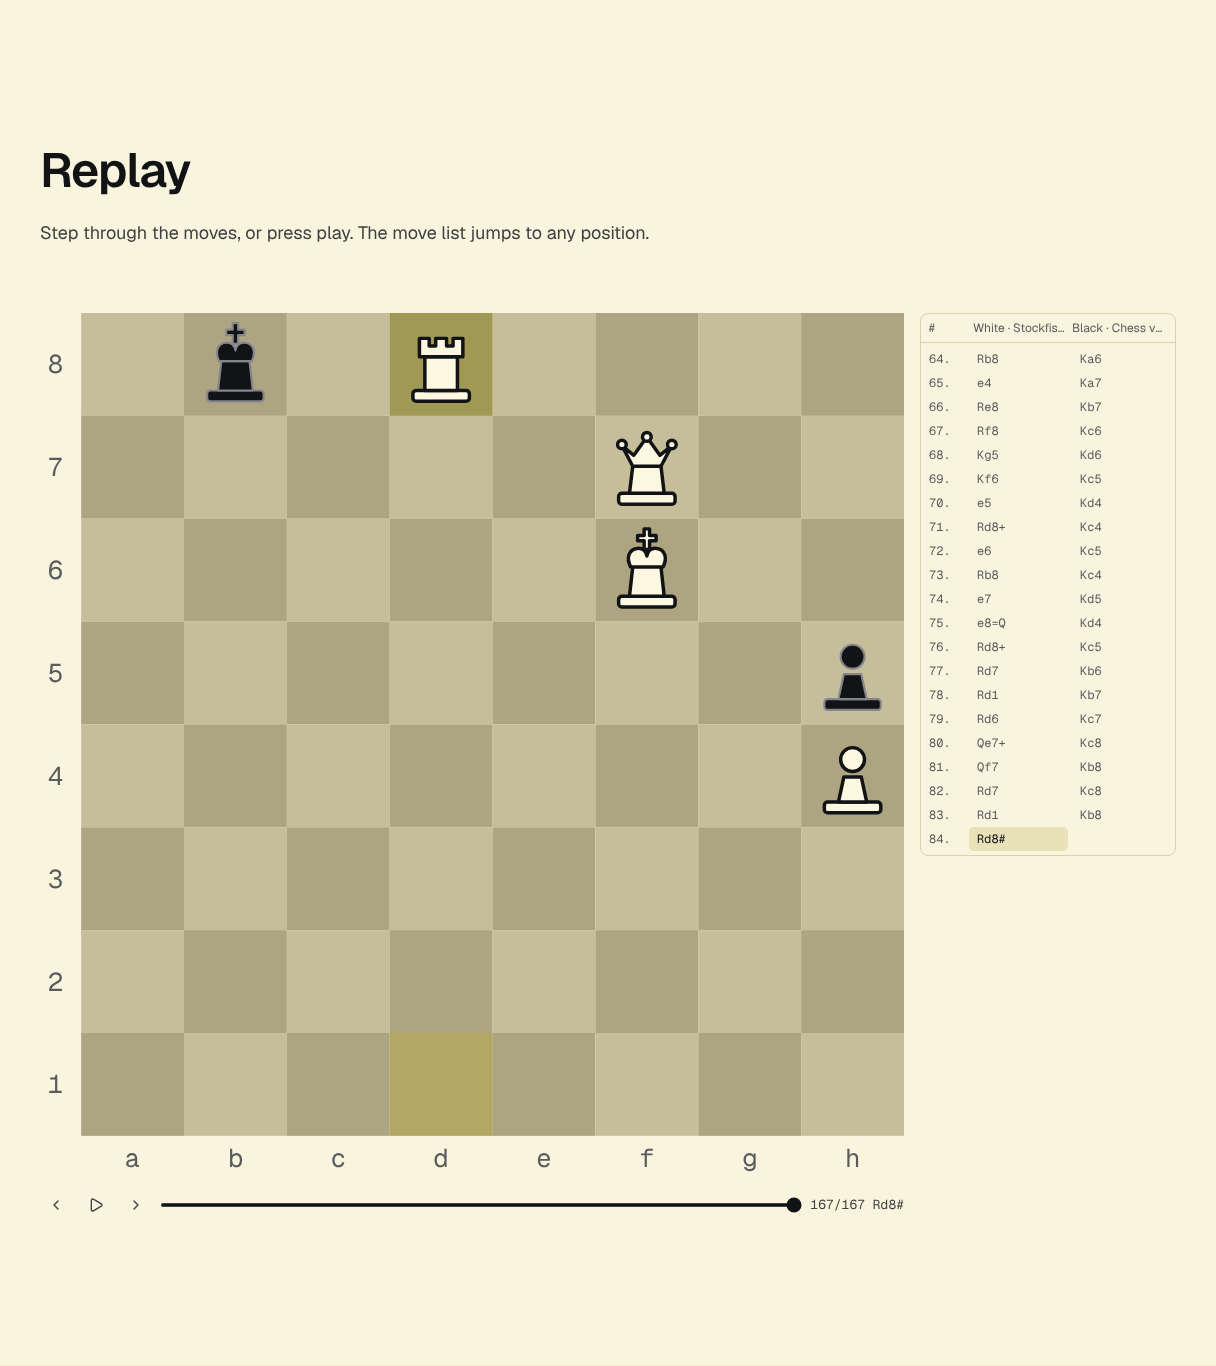 Replay
Step through the moves, or press play. The move list jumps to any position.
8
7
6
5
4
3
2
1
a b c d e f g h
167/167 Rd8#
# White · Stockfis… Black · Chess v…
64. Rb8 Ka6
65. e4 Ka7
66. Re8 Kb7
67. Rf8 Kc6
68. Kg5 Kd6
69. Kf6 Kc5
70. e5 Kd4
71. Rd8+ Kc4
72. e6 Kc5
73. Rb8 Kc4
74. e7 Kd5
75. e8=Q Kd4
76. Rd8+ Kc5
77. Rd7 Kb6
78. Rd1 Kb7
79. Rd6 Kc7
80. Qe7+ Kc8
81. Qf7 Kb8
82. Rd7 Kc8
83. Rd1 Kb8
84. Rd8#